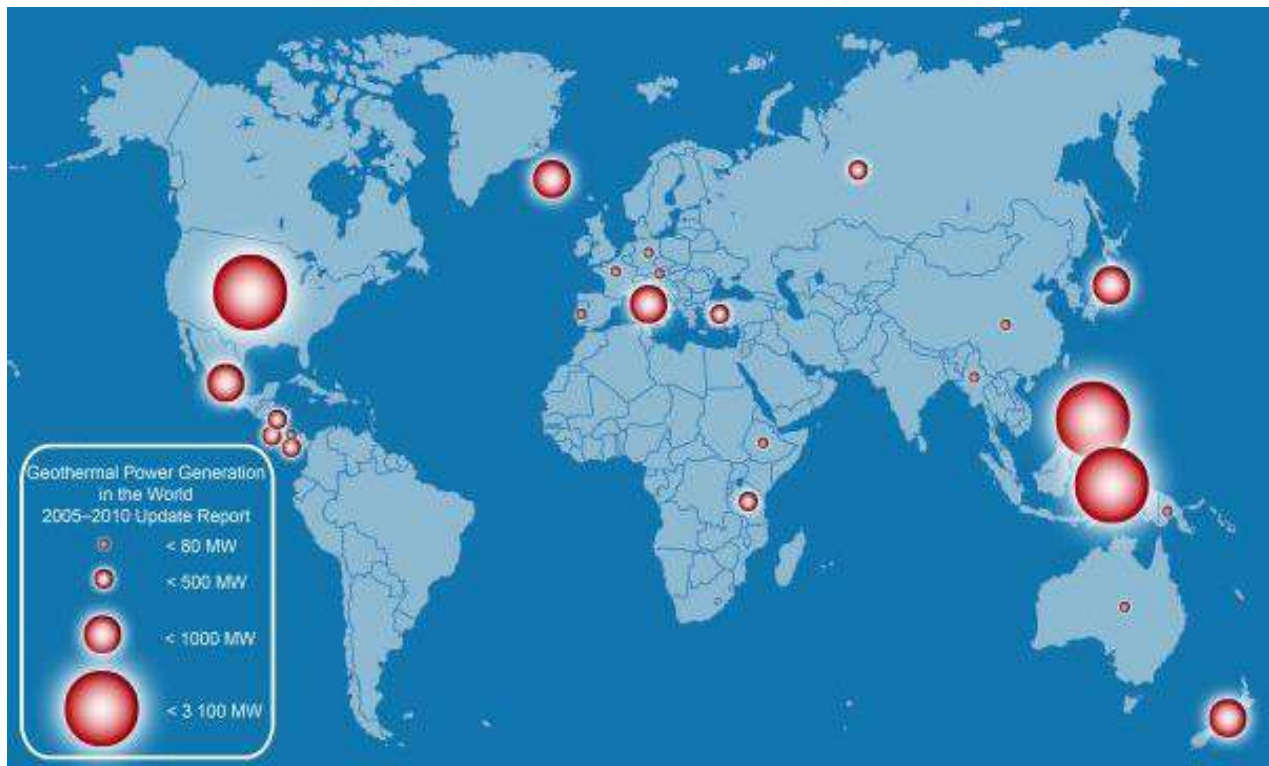 Geothermal Power Generation
in the World
2005–2010 Update Report
< 80 MW
< 500 MW
< 1000 MW
< 3 100 MW